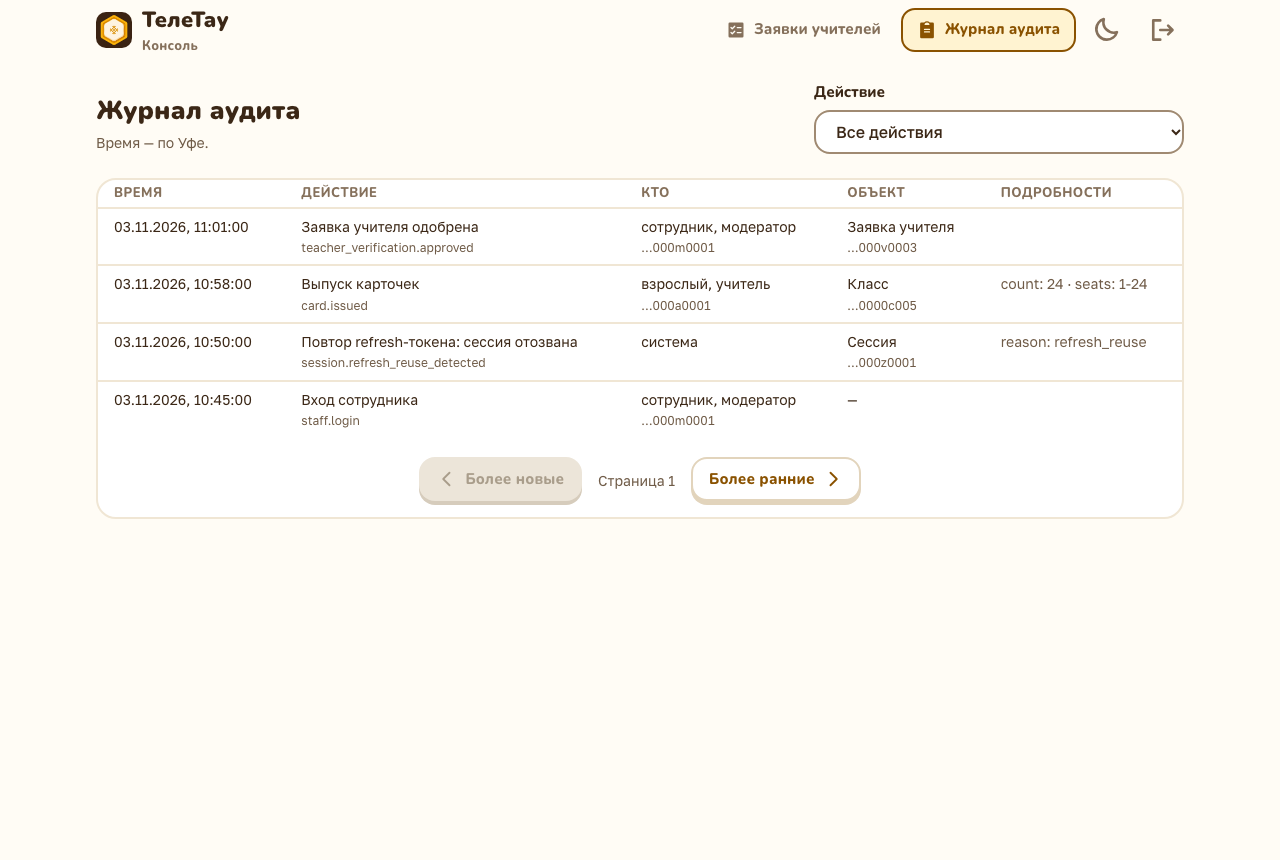 ТелеТау
Консоль
Заявки учителей
Журнал аудита
Журнал аудита
Время — по Уфе.
Действие
Все действия
ВРЕМЯ ДЕЙСТВИЕ КТО ОБЪЕКТ ПОДРОБНОСТИ
03.11.2026, 11:01:00 Заявка учителя одобрена сотрудник, модератор Заявка учителя
teacher_verification.approved …000m0001 …000v0003
03.11.2026, 10:58:00 Выпуск карточек взрослый, учитель Класс count: 24 · seats: 1-24
card.issued …000a0001 …0000c005
03.11.2026, 10:50:00 Повтор refresh-токена: сессия отозвана система Сессия reason: refresh_reuse
session.refresh_reuse_detected …000z0001
03.11.2026, 10:45:00 Вход сотрудника сотрудник, модератор —
staff.login …000m0001
Более новые Страница 1 Более ранние